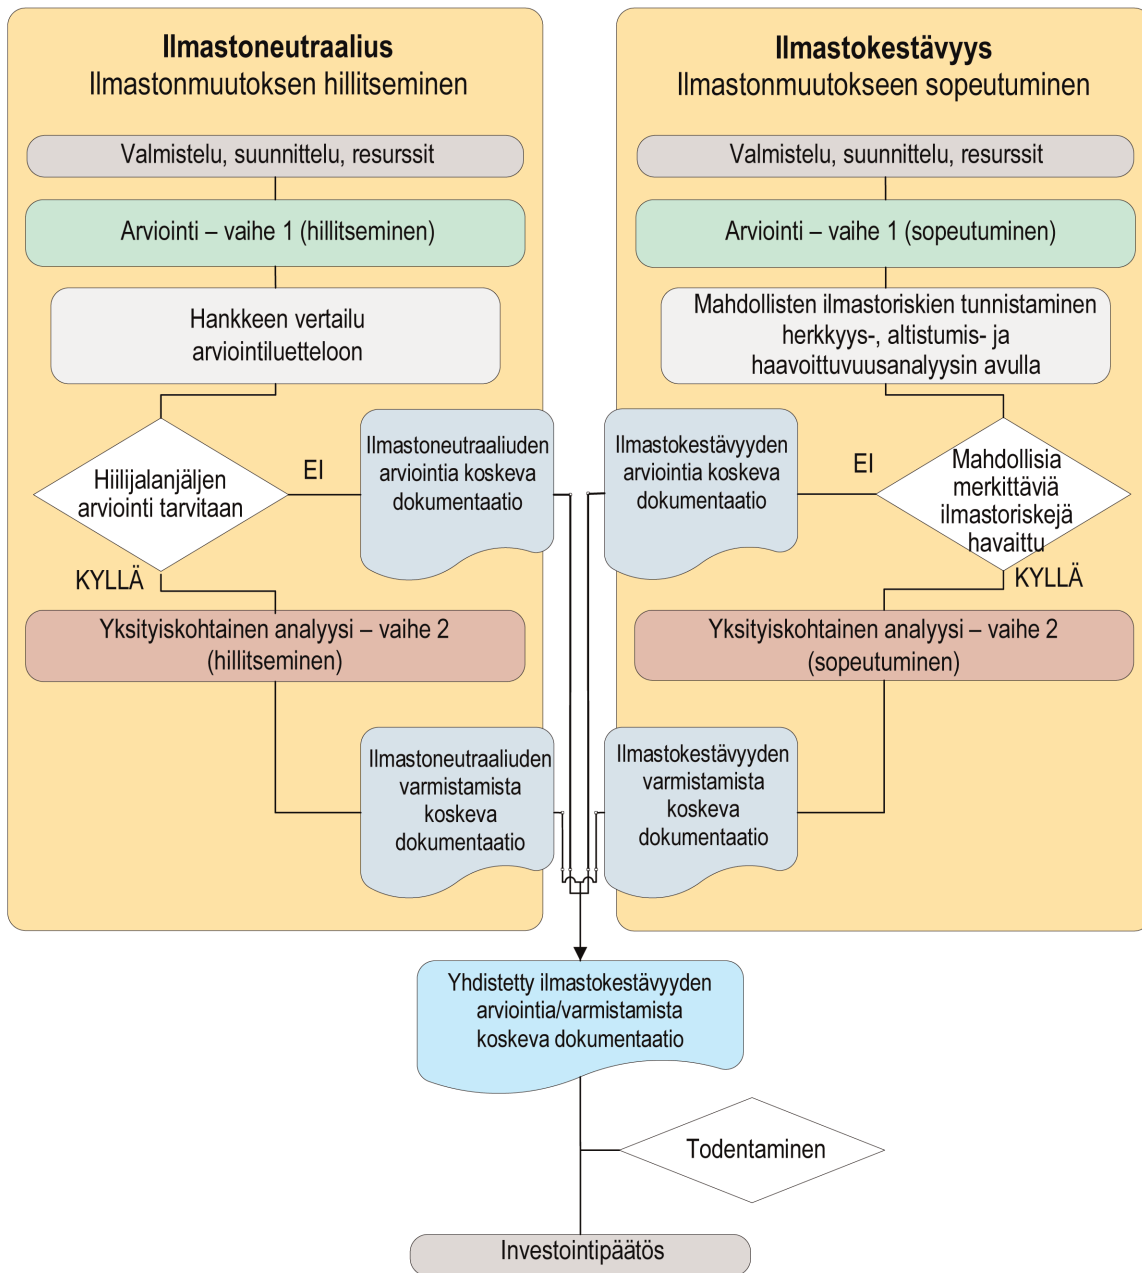 Ilmastoneutraalius
Ilmastonmuutoksen hillitseminen
Valmistelu, suunnittelu, resurssit
Arviointi – vaihe 1 (hillitseminen)
Hankkeen vertailu
arviointiluetteloon
Hiilijalanjäljen
arviointi tarvitaan
EI
Ilmastoneutraaliuden
arviointia koskeva
dokumentaatio
KYLLÄ
Yksityiskohtainen analyysi – vaihe 2
(hillitseminen)
Ilmastoneutraaliuden
varmistamista
koskeva
dokumentaatio
Ilmastokestävyys
Ilmastonmuutokseen sopeutuminen
Valmistelu, suunnittelu, resurssit
Arviointi – vaihe 1 (sopeutuminen)
Mahdollisten ilmastoriskien tunnistaminen
herkkyys-, altistumis- ja
haavoittuvuusanalyysin avulla
Mahdollisia
merkittäviä
ilmastoriskejä
havaittu
EI
Ilmastokestävyyden
arviointia koskeva
dokumentaatio
KYLLÄ
Yksityiskohtainen analyysi – vaihe 2
(sopeutuminen)
Ilmastokestävyyden
varmistamista
koskeva
dokumentaatio
Yhdistetty ilmastokestävyyden
arviointia/varmistamista
koskeva dokumentaatio
Todentaminen
Investointipäätös